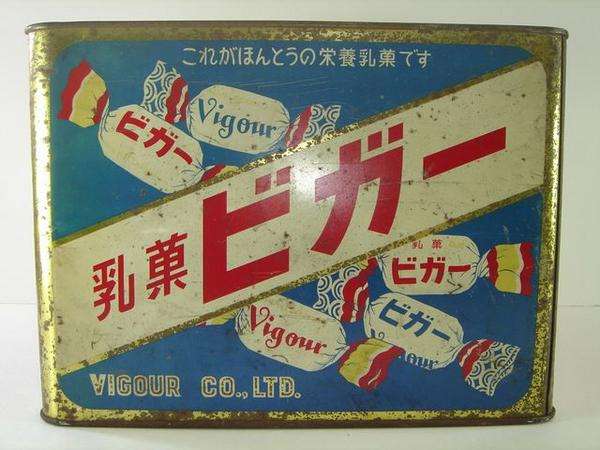 これがほんとうの栄養乳菓です
Vigour
ビガー
乳菓 ビガー
乳菓
ビガー
ビガー
Vigour
our
VIGOUR CO., LTD.